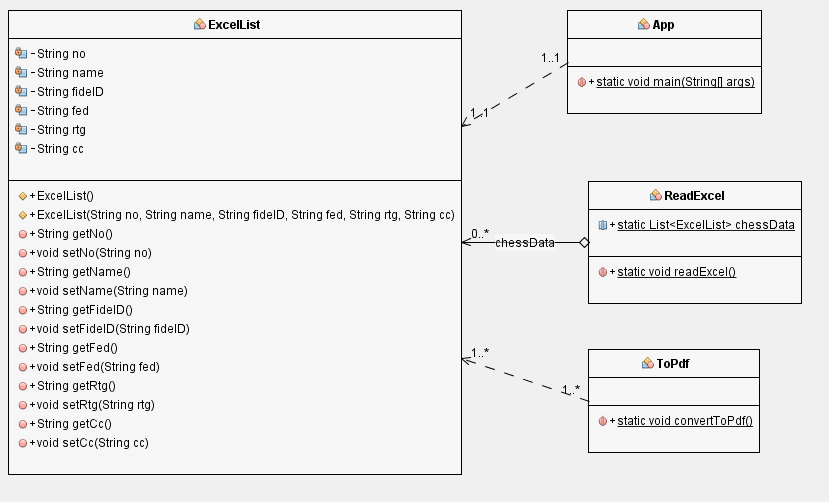 ExcelList
- String no
- String name
- String fideID
- String fed
- String rtg
- String cc
+ ExcelList()
+ ExcelList(String no, String name, String fideID, String fed, String rtg, String cc)
+ String getNo()
+ void setNo(String no)
+ String getName()
+ void setName(String name)
+ String getFideID()
+ void setFideID(String fideID)
+ String getFed()
+ void setFed(String fed)
+ String getRtg()
+ void setRtg(String rtg)
+ String getCc()
+ void setCc(String cc)
App
+ static void main(String[] args)
1..1
1..1
ReadExcel
+ static List<ExcelList> chessData
+ static void readExcel()
0..*
chessData
ToPdf
+ static void convertToPdf()
1..*
1..*